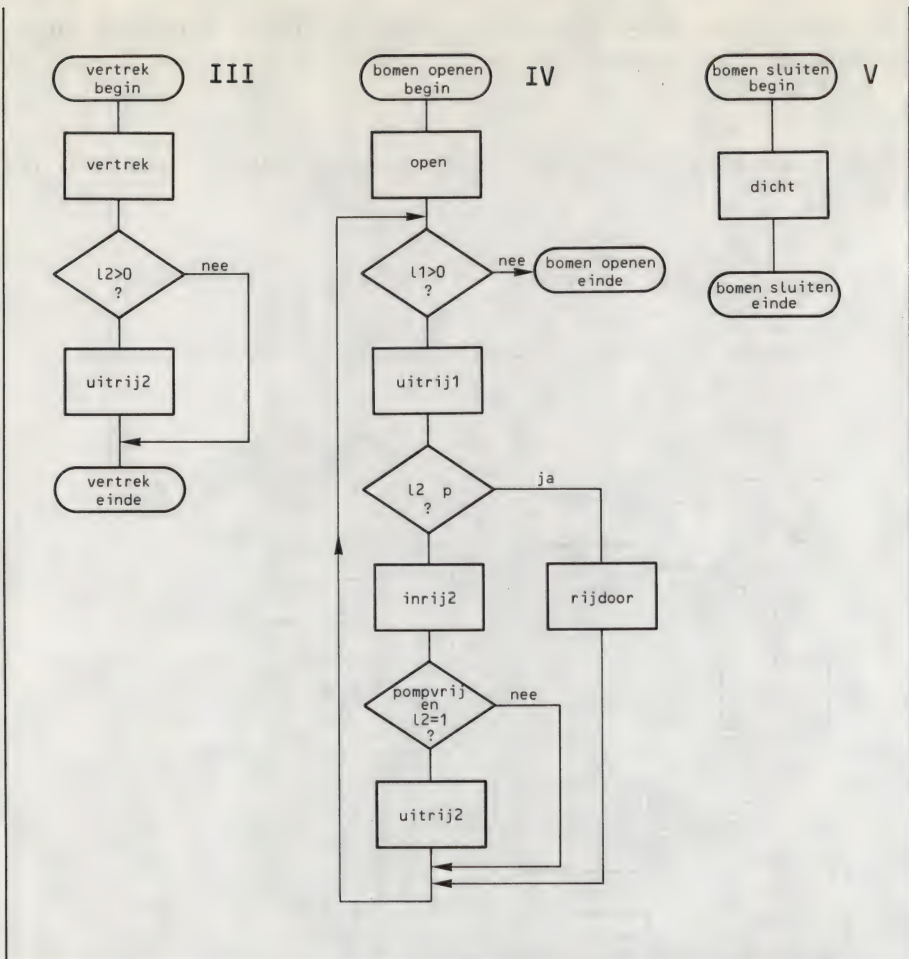 vertrek
begin
III
vertrek
l2>0
?
nee
uitrij2
vertrek
einde
bomen openen
begin
IV
open
l1>0
?
nee
bomen openen
einde
uitrij1
l2 p
?
ja
inrij2
rijdoor
pompvrij
en
l2=1
?
nee
uitrij2
bomen sluiten
begin
V
dicht
bomen sluiten
einde